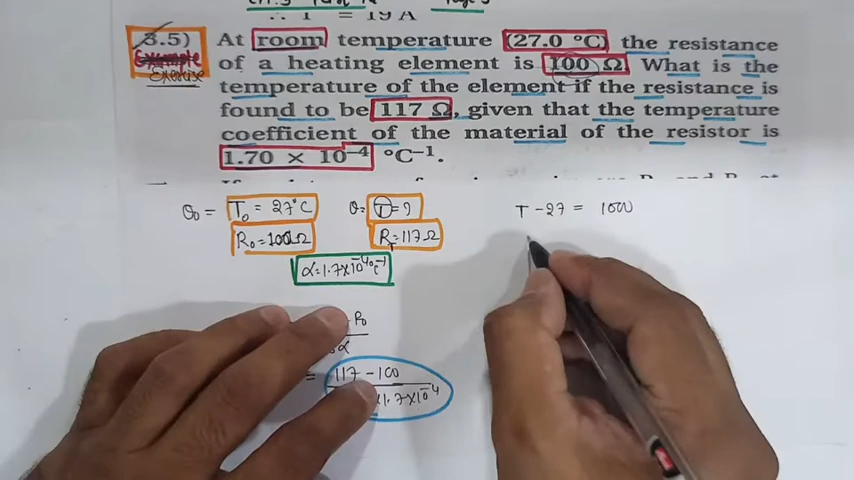 ∴ I = 19 A
3.5) At room temperature (27.0 °C) the resistance
Exercise of a heating element is 100 Ω. What is the
temperature of the element if the resistance is
found to be 117 Ω, given that the temperature
coefficient of the material of the resistor is
1.70 × 10⁻⁴ °C⁻¹.
θ₀ = T₀ = 27°C θ = T = ? T - 27 = 1000
R₀ = 100Ω R_T = 117Ω
α = 1.7×10⁻⁴ °C⁻¹
R₀
α
= 117 - 100
×1.7×10⁻⁴